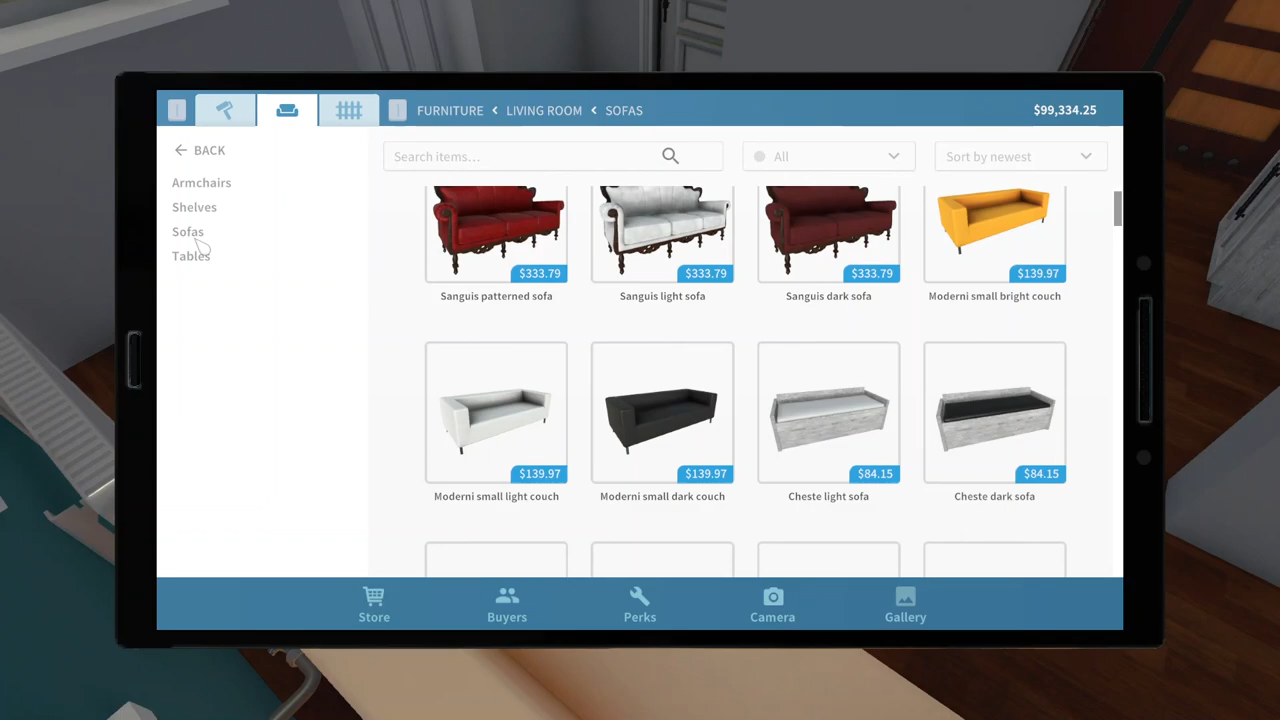 FURNITURE < LIVING ROOM < SOFAS
$99,334.25
BACK
Armchairs
Shelves
Sofas
Tables
Search items...
All
Sort by newest
$333.79
$333.79
$333.79
$139.97
Sanguis patterned sofa
Sanguis light sofa
Sanguis dark sofa
Moderni small bright couch
$139.97
$139.97
$84.15
$84.15
Moderni small light couch
Moderni small dark couch
Cheste light sofa
Cheste dark sofa
Store
Buyers
Perks
Camera
Gallery